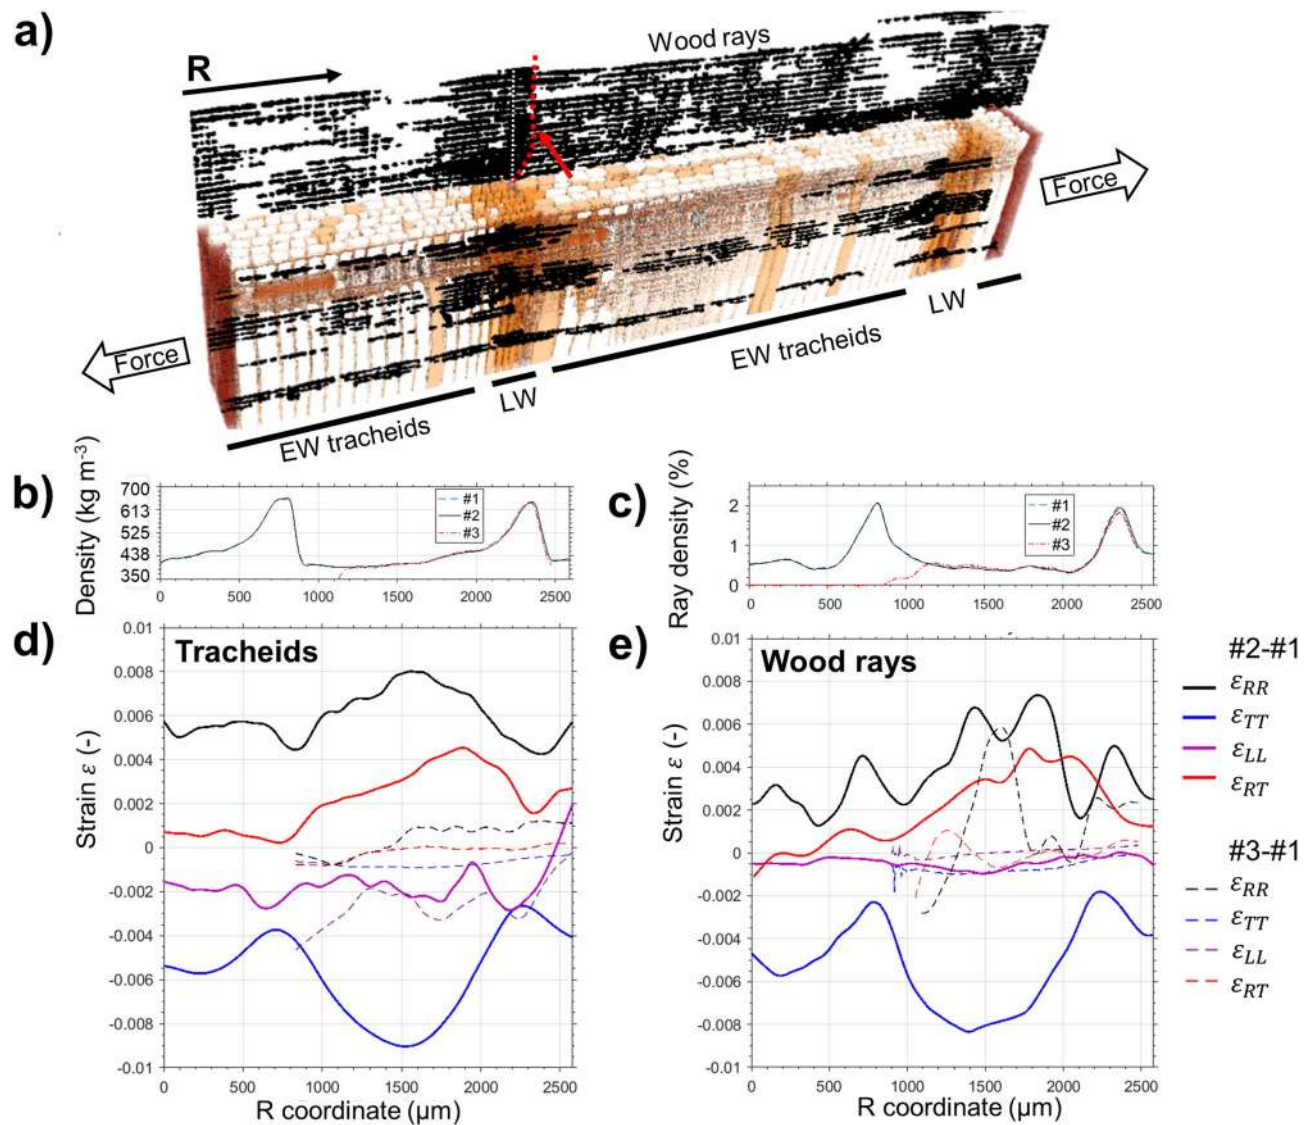 a)
Wood rays
R
Force
Force
LW
EW tracheids
LW
EW tracheids
b)
Density (kg m-3)
700
613
525
438
350
#1
#2
#3
0 500 1000 1500 2000 2500
c)
Ray density (%)
2
1
0
#1
#2
#3
0 500 1000 1500 2000 2500
d)
Tracheids
Strain ε (-)
0.01
0.008
0.006
0.004
0.002
0
-0.002
-0.004
-0.006
-0.008
-0.01
0 500 1000 1500 2000 2500
R coordinate (µm)
e)
Wood rays
Strain ε (-)
0.01
0.008
0.006
0.004
0.002
0
-0.002
-0.004
-0.006
-0.008
-0.01
0 500 1000 1500 2000 2500
R coordinate (µm)
#2-#1
εRR
εTT
εLL
εRT
#3-#1
εRR
εTT
εLL
εRT